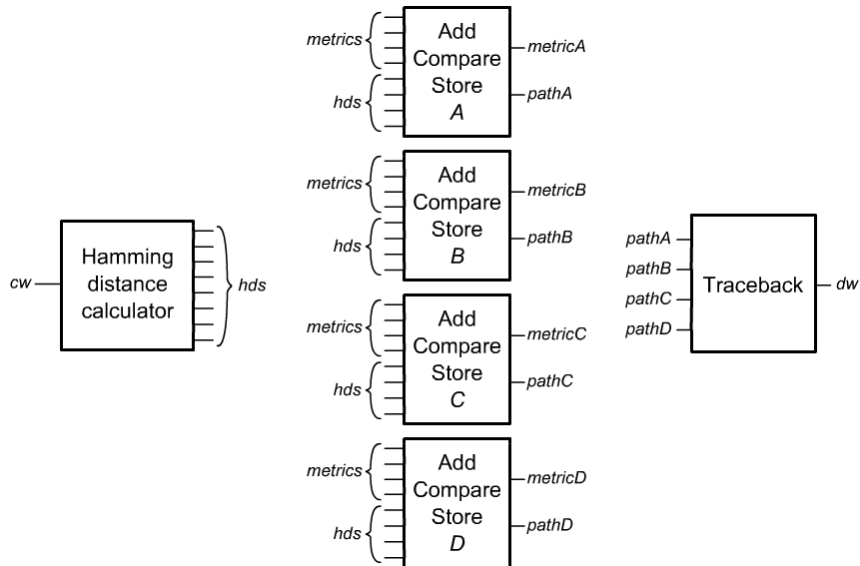 cw
Hamming
distance
calculator
hds
metrics
hds
Add
Compare
Store
A
metricA
pathA
metrics
hds
Add
Compare
Store
B
metricB
pathB
metrics
hds
Add
Compare
Store
C
metricC
pathC
metrics
hds
Add
Compare
Store
D
metricD
pathD
pathA
pathB
pathC
pathD
Traceback
dw